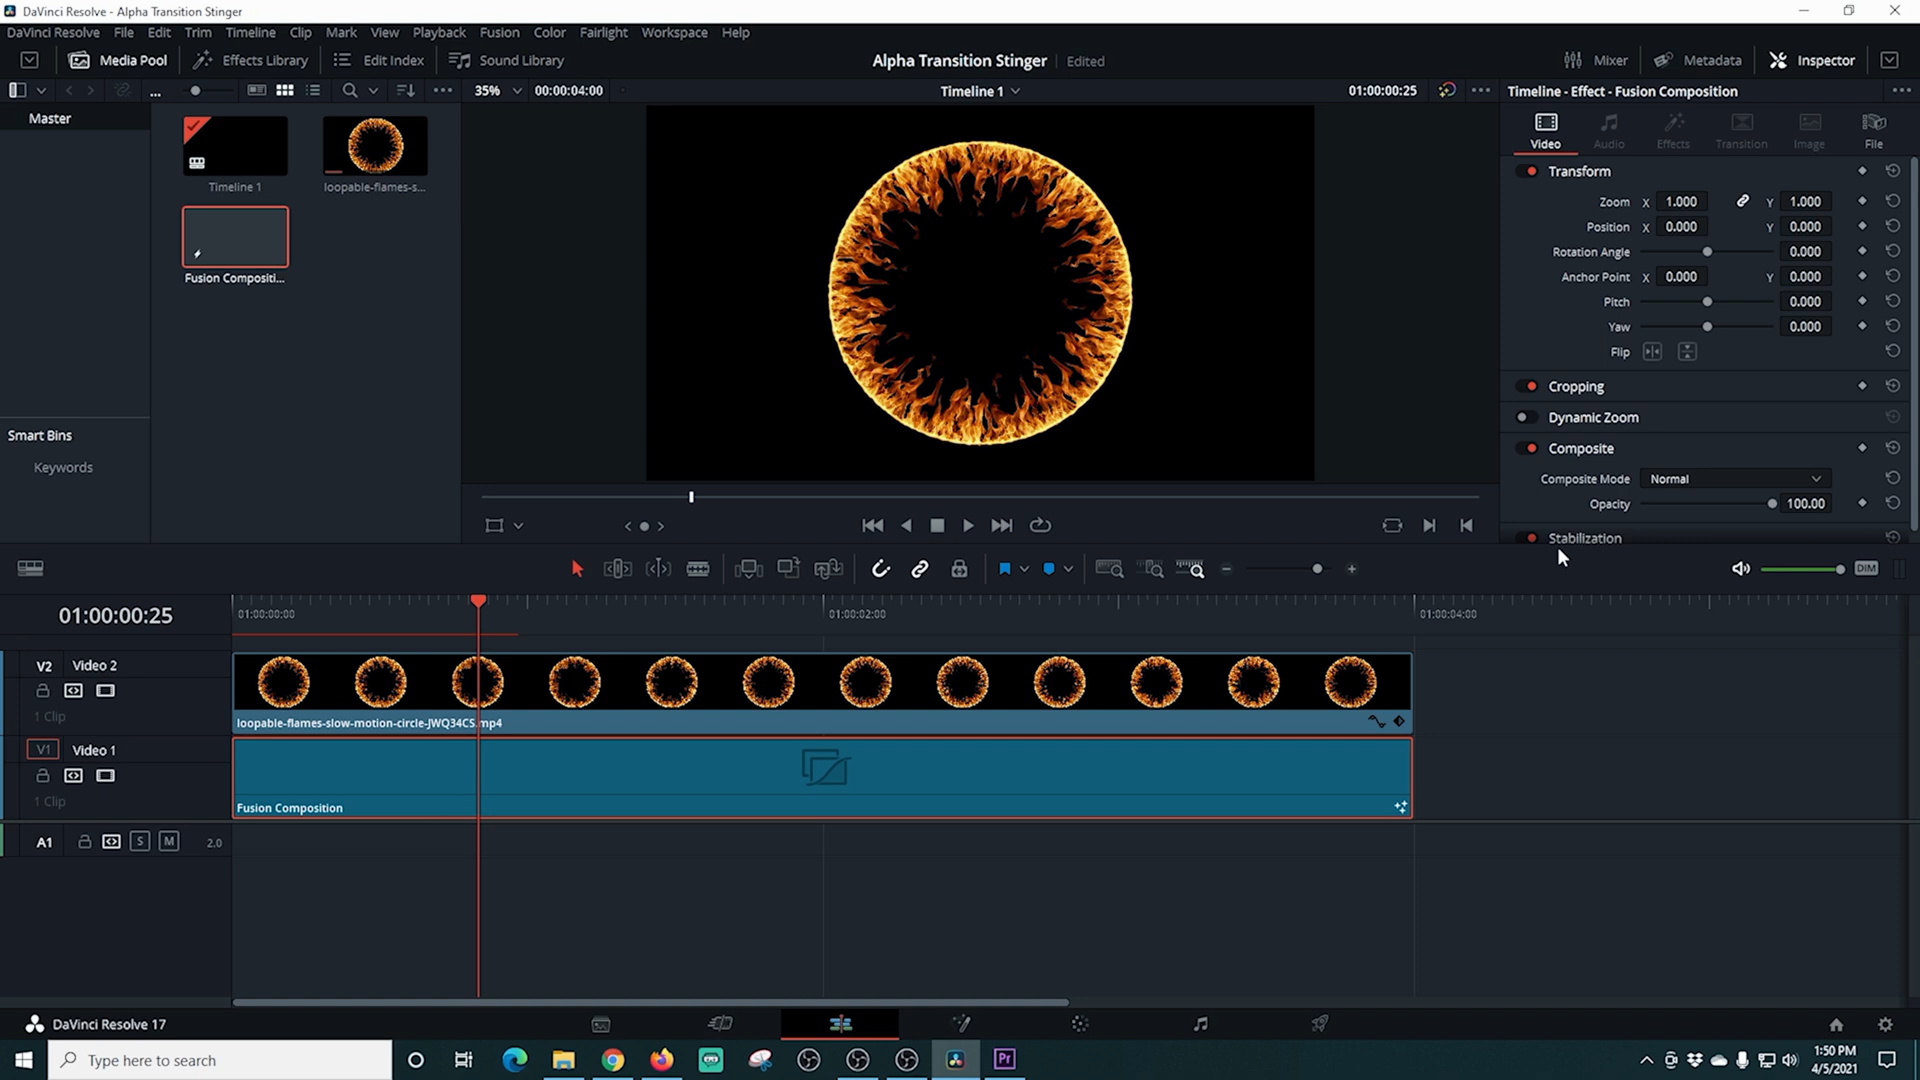 DaVinci Resolve - Alpha Transition Stinger
DaVinci Resolve File Edit Trim Timeline Clip Mark View Playback Fusion Color Fairlight Workspace Help
Media Pool Effects Library Edit Index Sound Library Alpha Transition Stinger Edited Mixer Metadata Inspector
... 35% 00:00:04:00 Timeline 1 01:00:00:25 Timeline - Effect - Fusion Composition
Master
Timeline 1
loopable-flames-s...
Fusion Compositi...
Smart Bins
Keywords
Video Audio Effects Transition Image File
Transform
Zoom X 1.000 Y 1.000
Position X 0.000 Y 0.000
Rotation Angle 0.000
Anchor Point X 0.000 Y 0.000
Pitch 0.000
Yaw 0.000
Flip
Cropping
Dynamic Zoom
Composite
Composite Mode Normal
Opacity 100.00
Stabilization
DIM
01:00:00:25 01:00:00:00 01:00:02:00 01:00:04:00
V2 Video 2
1 Clip
loopable-flames-slow-motion-circle-JWQ34CS.mp4
V1 Video 1
1 Clip
Fusion Composition
A1 S M 2.0
DaVinci Resolve 17
Type here to search
Pr
1:50 PM
4/5/2021